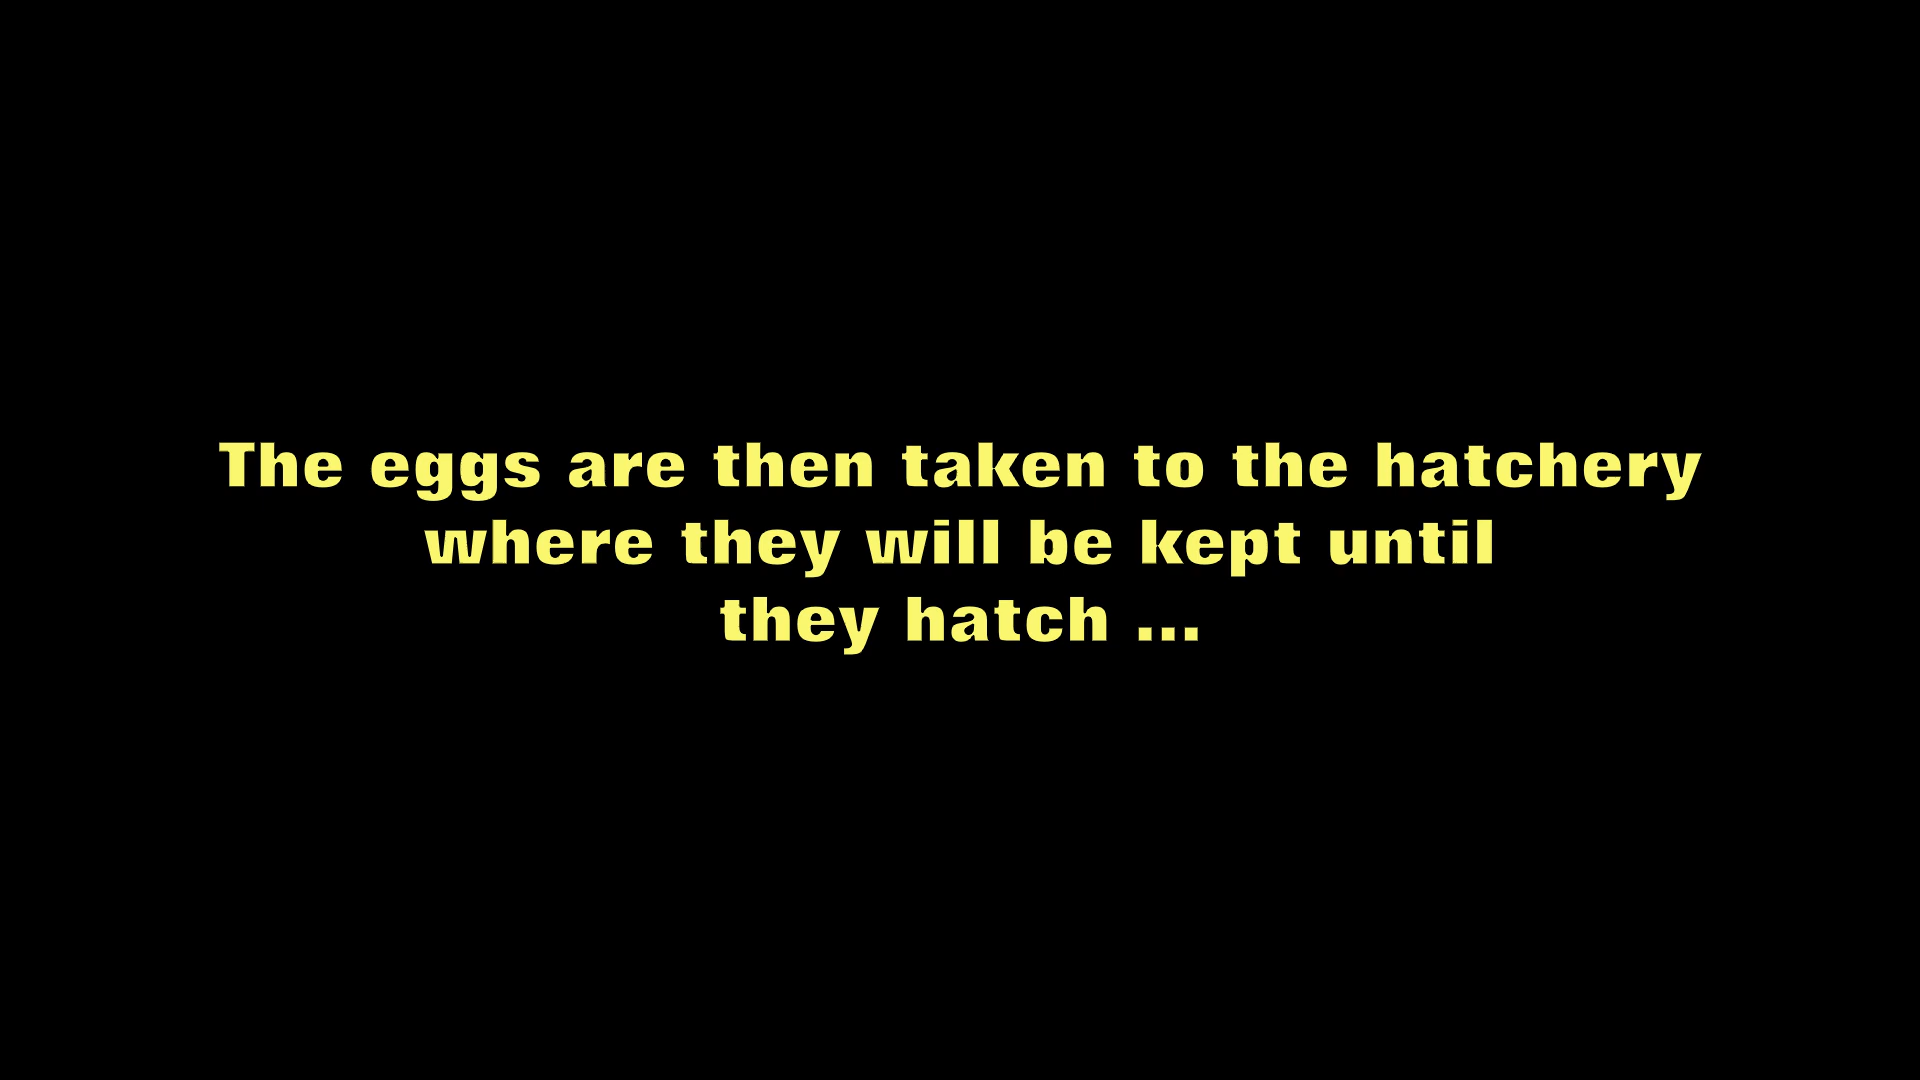 The eggs are then taken to the hatchery
where they will be kept until
they hatch ...